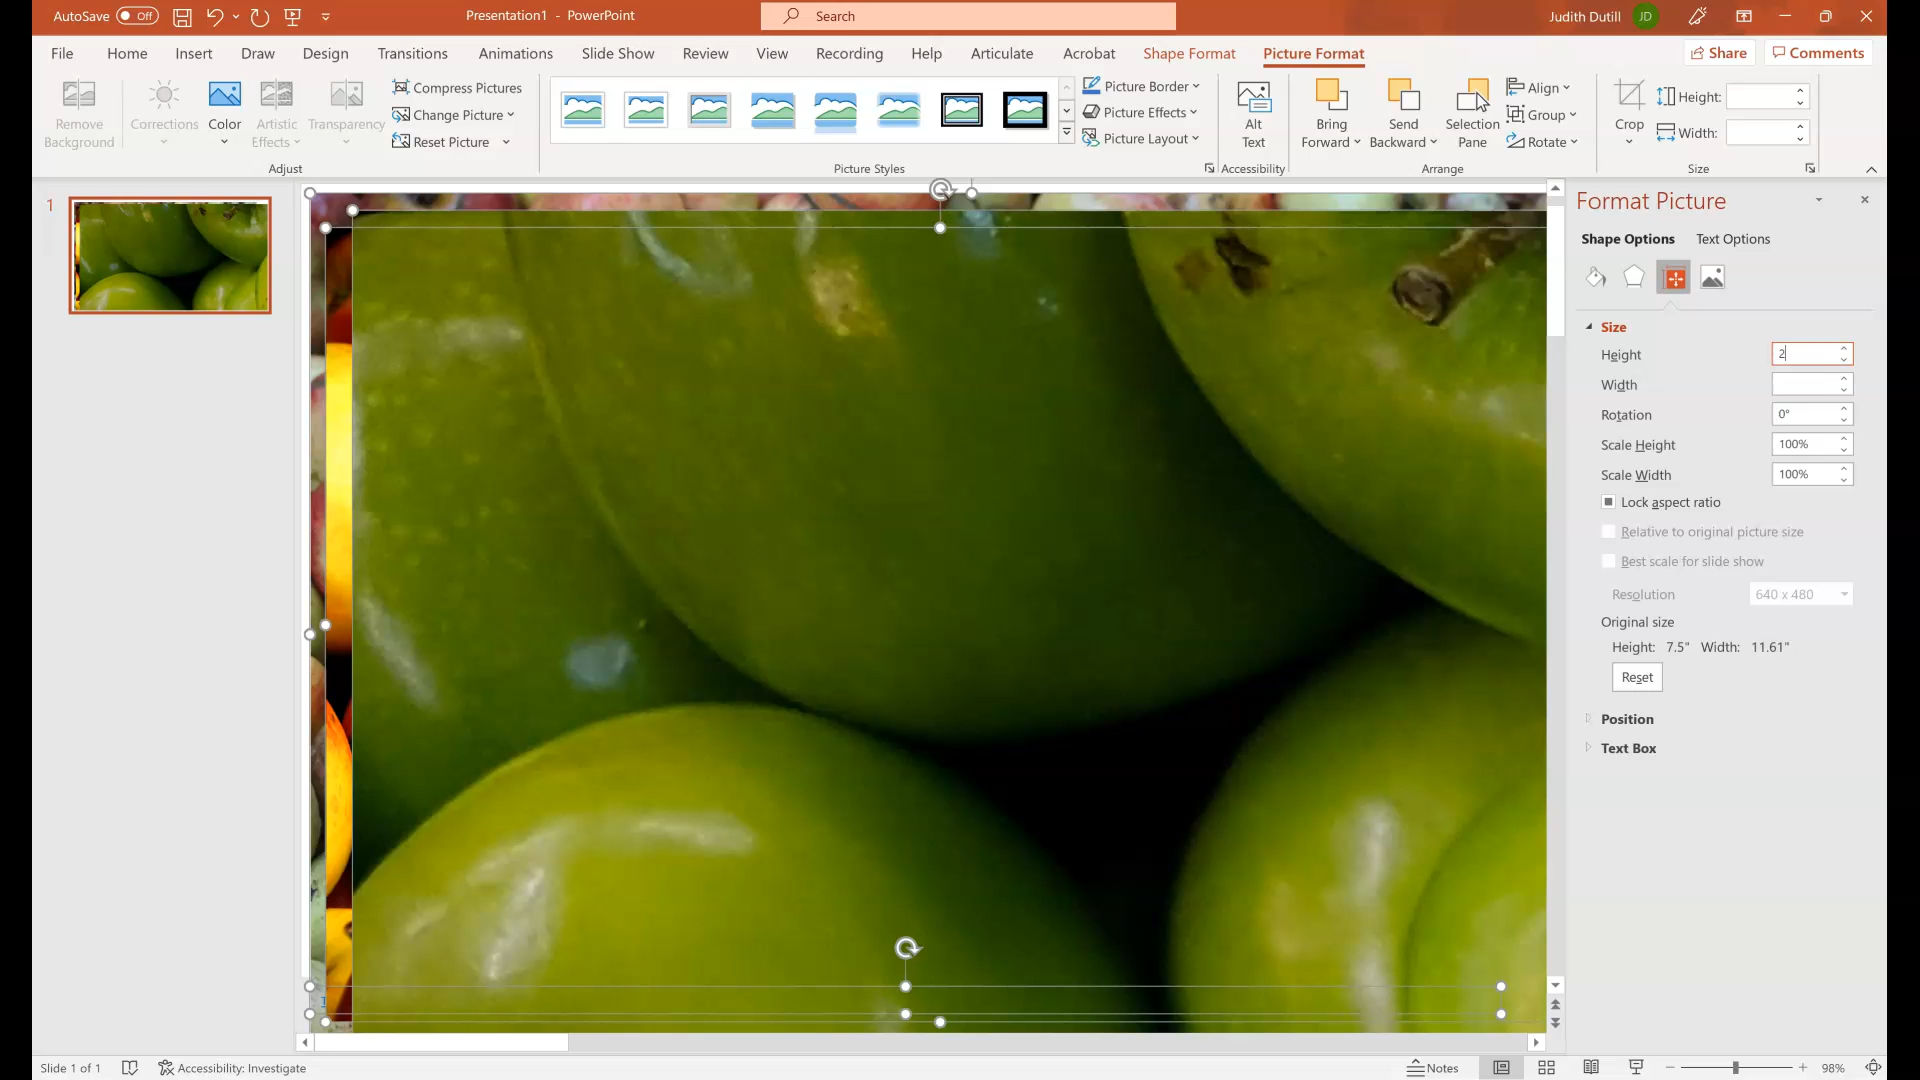 AutoSave Off
Presentation1 - PowerPoint
Search
Judith Dutill JD
File Home Insert Draw Design Transitions Animations Slide Show Review View Recording Help Articulate Acrobat Shape Format Picture Format
Share Comments
Remove Background
Corrections
Color
Artistic Effects
Transparency
Compress Pictures
Change Picture
Reset Picture
Adjust
Picture Styles
Picture Border
Picture Effects
Picture Layout
Alt Text
Accessibility
Bring Forward
Send Backward
Selection Pane
Align
Group
Rotate
Arrange
Crop
Height:
Width:
Size
1
Format Picture
Shape Options Text Options
Size
Height 2
Width
Rotation 0°
Scale Height 100%
Scale Width 100%
Lock aspect ratio
Relative to original picture size
Best scale for slide show
Resolution 640 x 480
Original size
Height: 7.5" Width: 11.61"
Reset
Position
Text Box
Slide 1 of 1
Accessibility: Investigate
Notes
98%